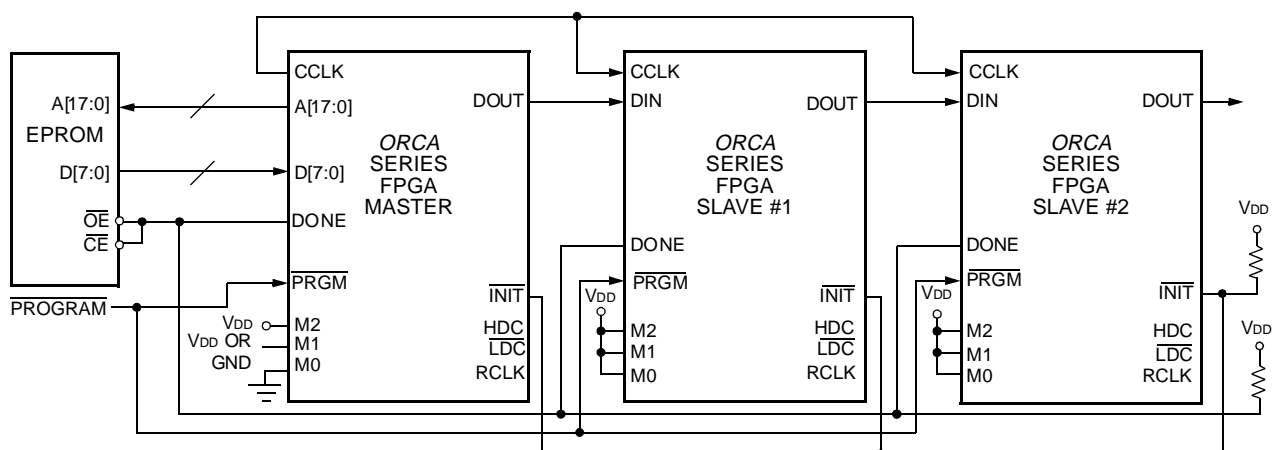 EPROM
A[17:0]
D[7:0]
OE
CE
PROGRAM
CCLK
A[17:0]
DOUT
ORCA
SERIES
FPGA
MASTER
D[7:0]
DONE
PRGM
INIT
VDD
M2
HDC
VDD OR
M1
LDC
GND
M0
RCLK
CCLK
DIN
DOUT
ORCA
SERIES
FPGA
SLAVE #1
DONE
PRGM
VDD
INIT
M2
HDC
M1
LDC
M0
RCLK
CCLK
DIN
DOUT
ORCA
SERIES
FPGA
SLAVE #2
DONE
PRGM
VDD
INIT
M2
HDC
M1
LDC
M0
RCLK
VDD
VDD